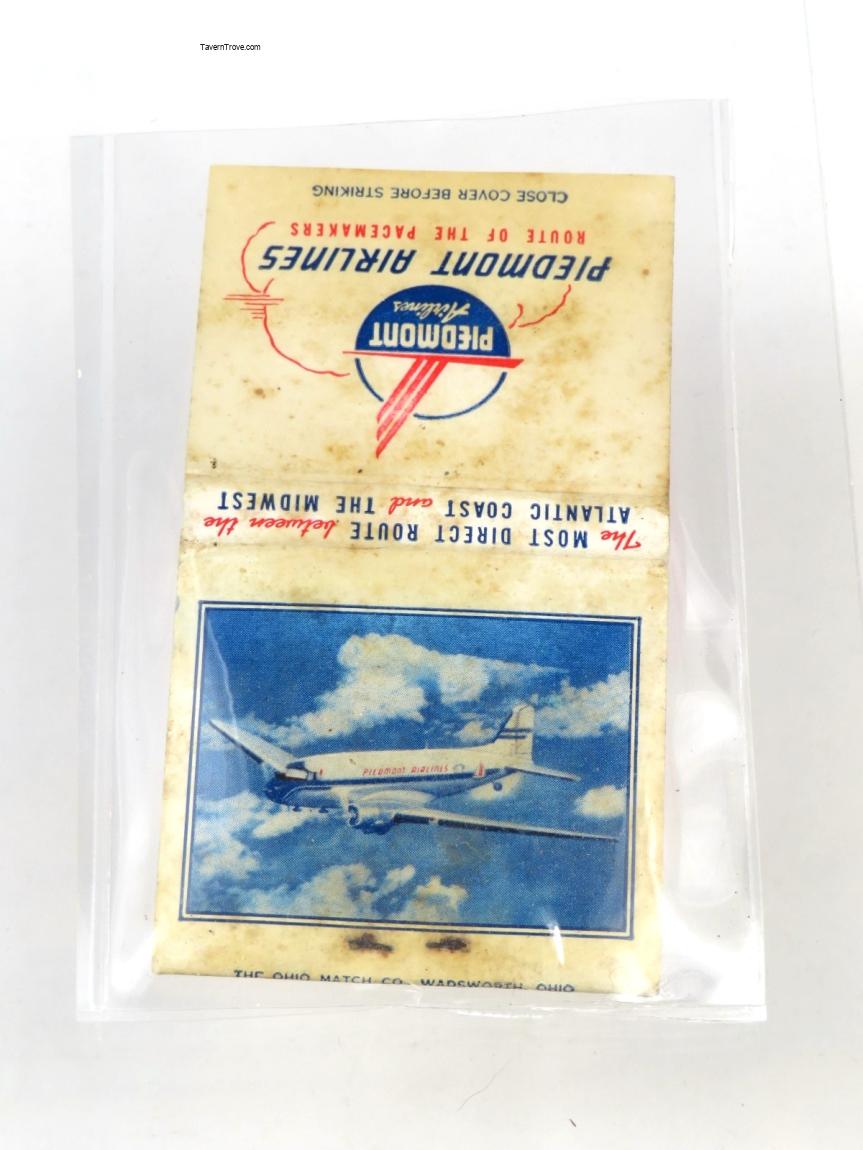 TavernTrove.com
CLOSE COVER BEFORE STRIKING
ROUTE OF THE PACEMAKERS
PIEDMONT AIRLINES
Airlines
PIEDMONT
The MOST DIRECT ROUTE between the
ATLANTIC COAST and THE MIDWEST
PIEDMONT AIRLINES
THE OHIO MATCH CO. WADSWORTH, OHIO